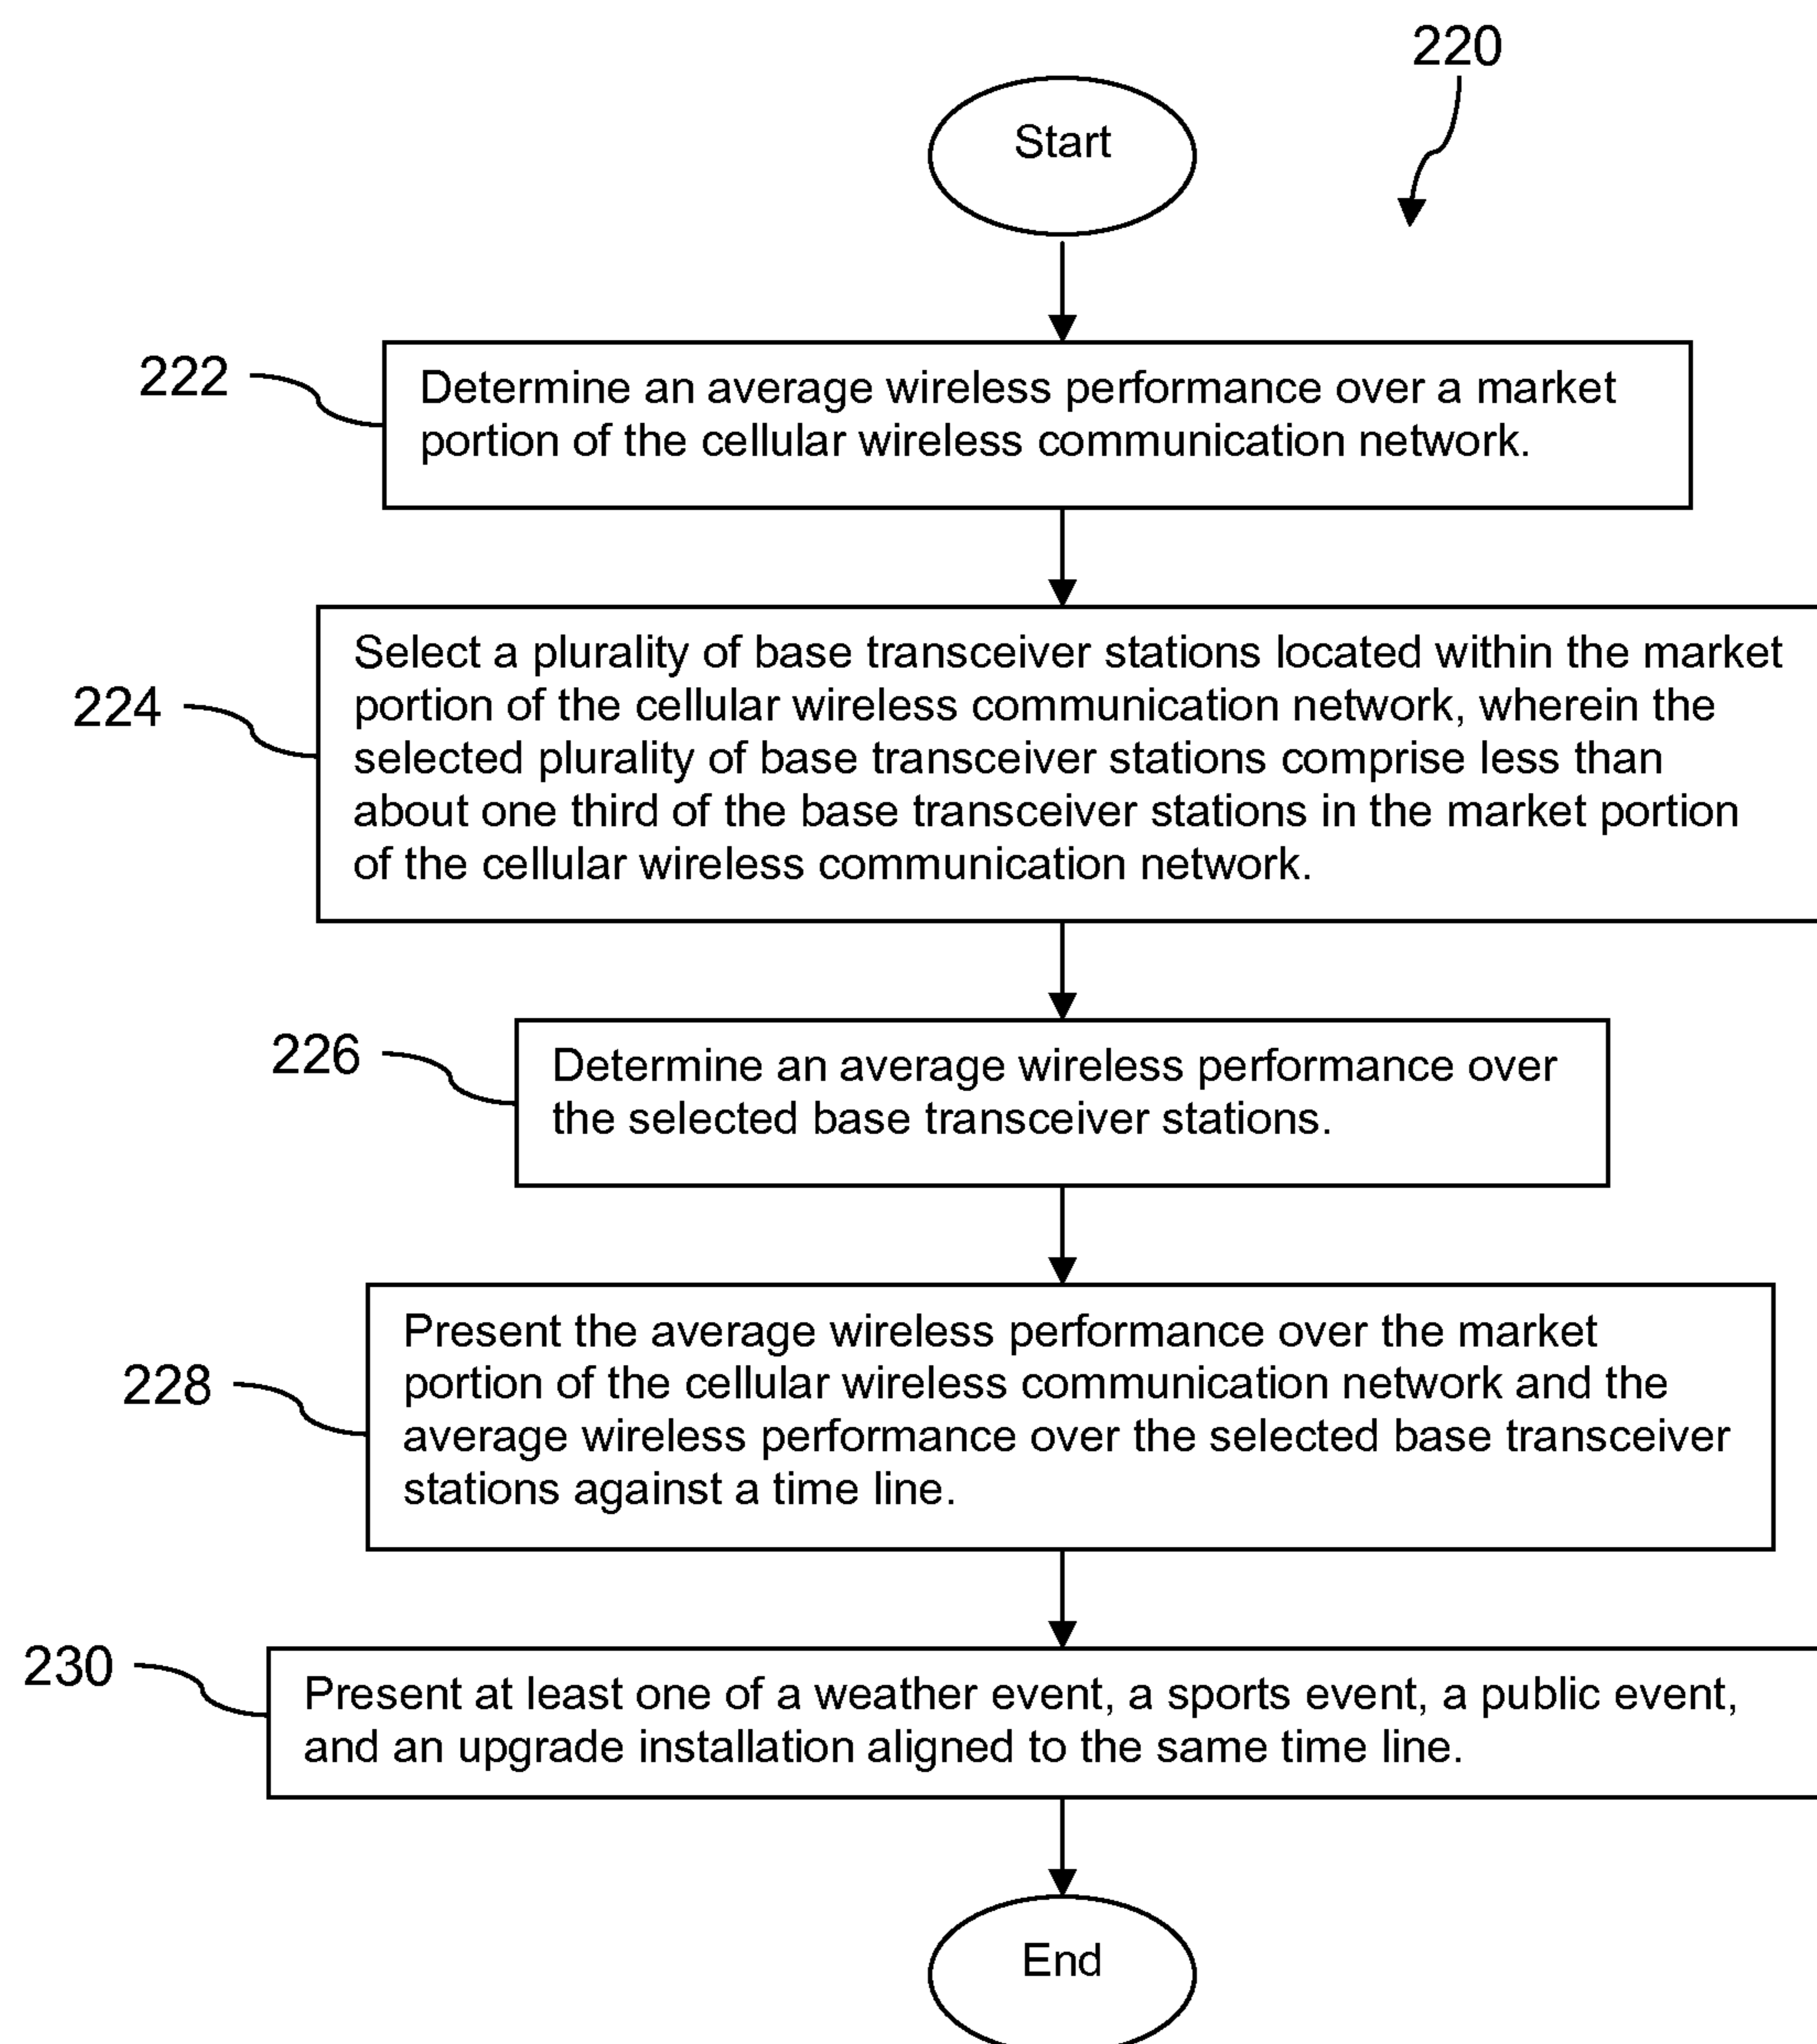 220
Start
222
Determine an average wireless performance over a market
portion of the cellular wireless communication network.
224
Select a plurality of base transceiver stations located within the market
portion of the cellular wireless communication network, wherein the
selected plurality of base transceiver stations comprise less than
about one third of the base transceiver stations in the market portion
of the cellular wireless communication network.
226
Determine an average wireless performance over
the selected base transceiver stations.
228
Present the average wireless performance over the market
portion of the cellular wireless communication network and the
average wireless performance over the selected base transceiver
stations against a time line.
230
Present at least one of a weather event, a sports event, a public event,
and an upgrade installation aligned to the same time line.
End